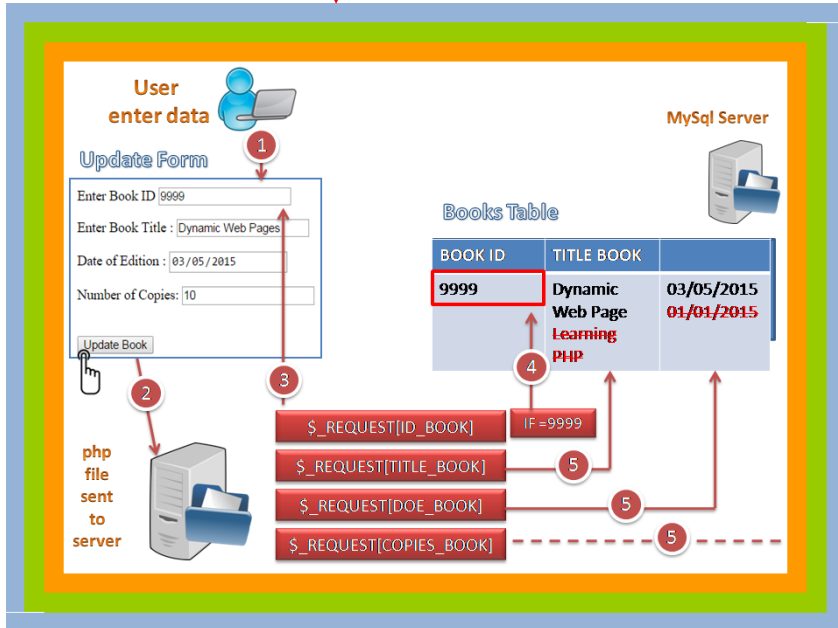 User
enter data
1
Update Form
Enter Book ID 9999
Enter Book Title : Dynamic Web Pages
Date of Edition : 03/05/2015
Number of Copies: 10
Update Book
2
3
php
file
sent
to
server
MySql Server
Books Table
BOOK ID TITLE BOOK
9999 Dynamic 03/05/2015
Web Page 01/01/2015
Learning
PHP
4
$_REQUEST[ID_BOOK] IF =9999
$_REQUEST[TITLE_BOOK] 5
$_REQUEST[DOE_BOOK] 5
$_REQUEST[COPIES_BOOK] 5